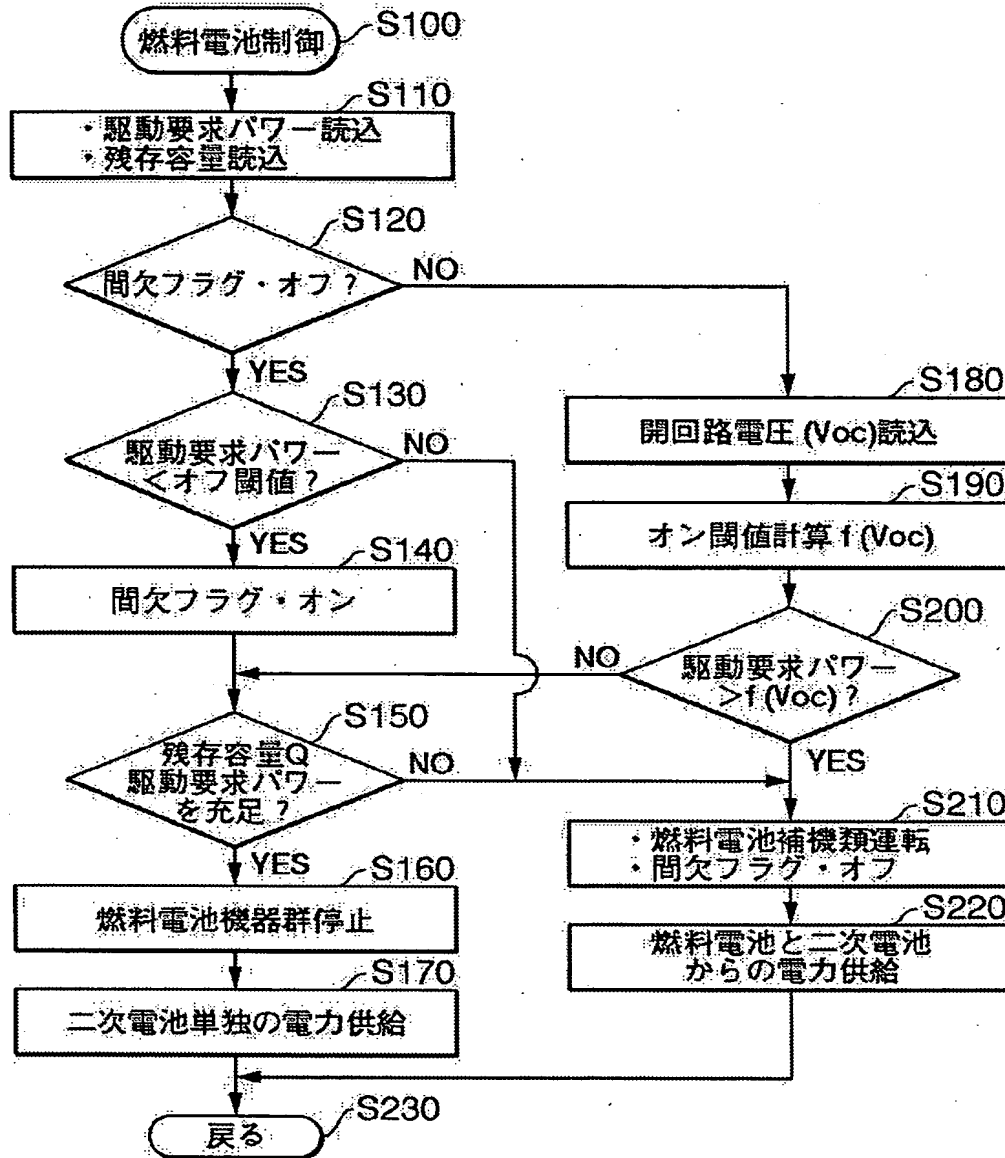 燃料電池制御
S100
S110
・駆動要求パワー読込
・残存容量読込
S120
間欠フラグ・オフ？
NO
YES
S130
駆動要求パワー
＜オフ閾値？
NO
YES
S140
間欠フラグ・オン
S150
残存容量Q
駆動要求パワー
を充足？
NO
YES
S160
燃料電池機器群停止
S170
二次電池単独の電力供給
S180
開回路電圧(Voc)読込
S190
オン閾値計算 f(Voc)
S200
駆動要求パワー
＞f(Voc)？
NO
YES
S210
・燃料電池補機類運転
・間欠フラグ・オフ
S220
燃料電池と二次電池
からの電力供給
S230
戻る